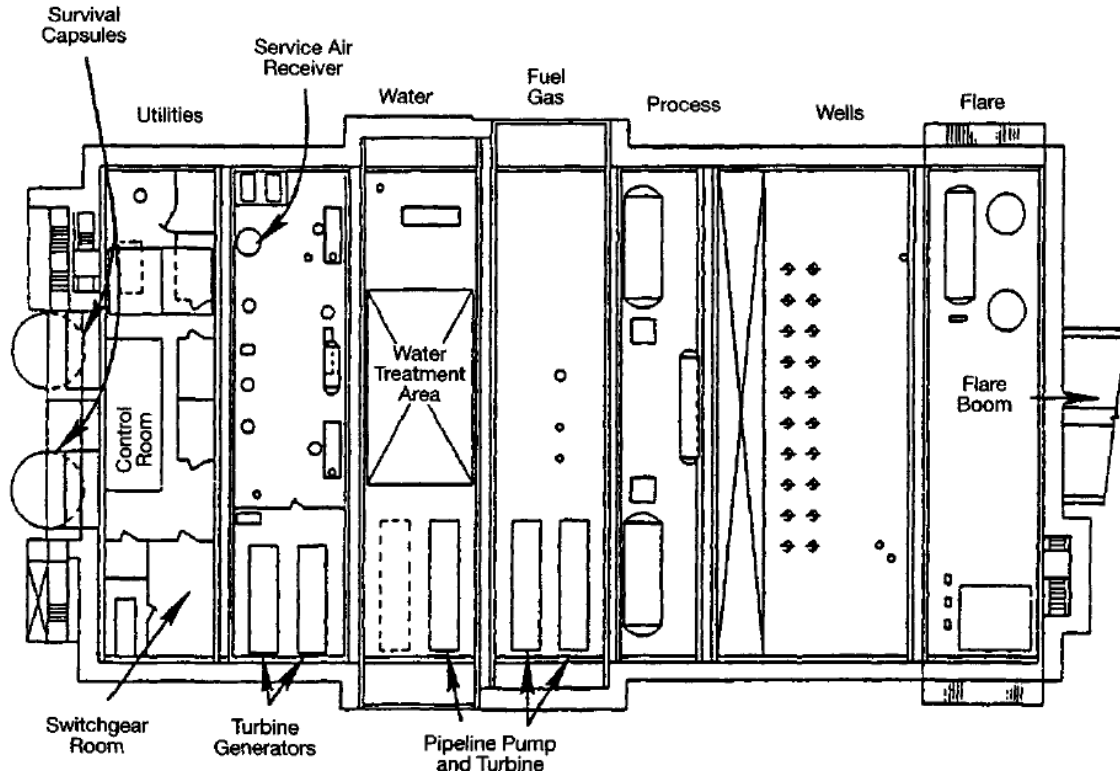 Survival
Capsules
Service Air
Receiver
Utilities
Water
Fuel
Gas
Process
Wells
Flare
Control
Room
Water
Treatment
Area
Flare
Boom
Switchgear
Room
Turbine
Generators
Pipeline Pump
and Turbine